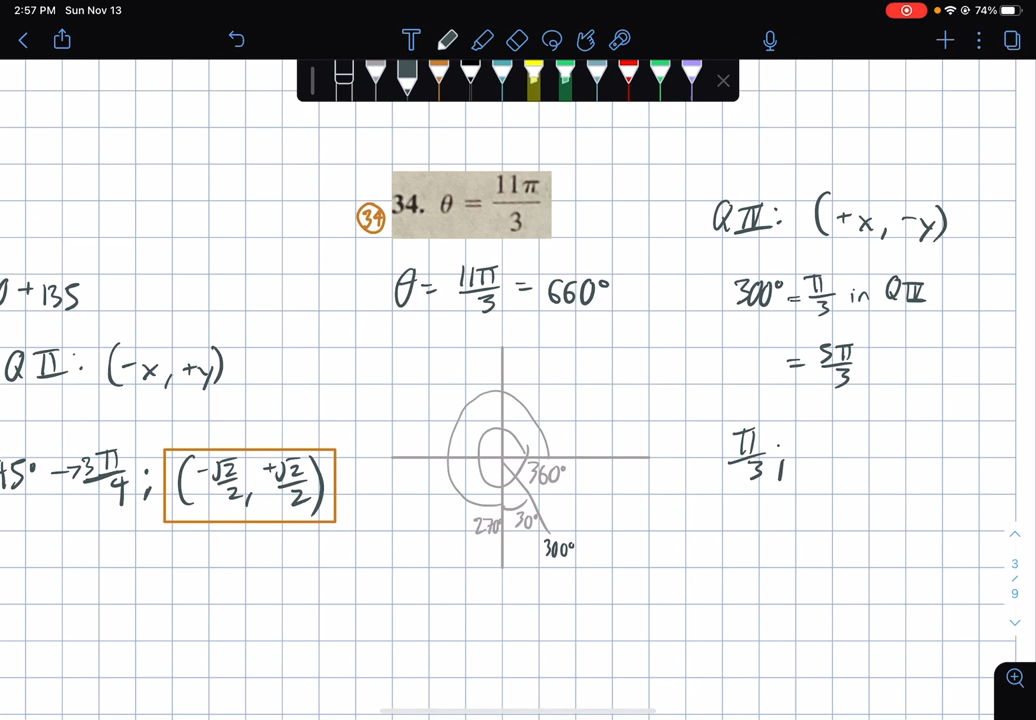 2:57 PM Sun Nov 13
74%
34
34. θ = 11π/3
θ = 11π/3 = 660°
360°
270°
30°
300°
+ 135
QII: (-x, +y)
45° → 3π/4 ; (-√2/2, +√2/2)
QIV: (+x, -y)
300° = π/3 in QIV
= 5π/3
π/3 ;
3
/
9